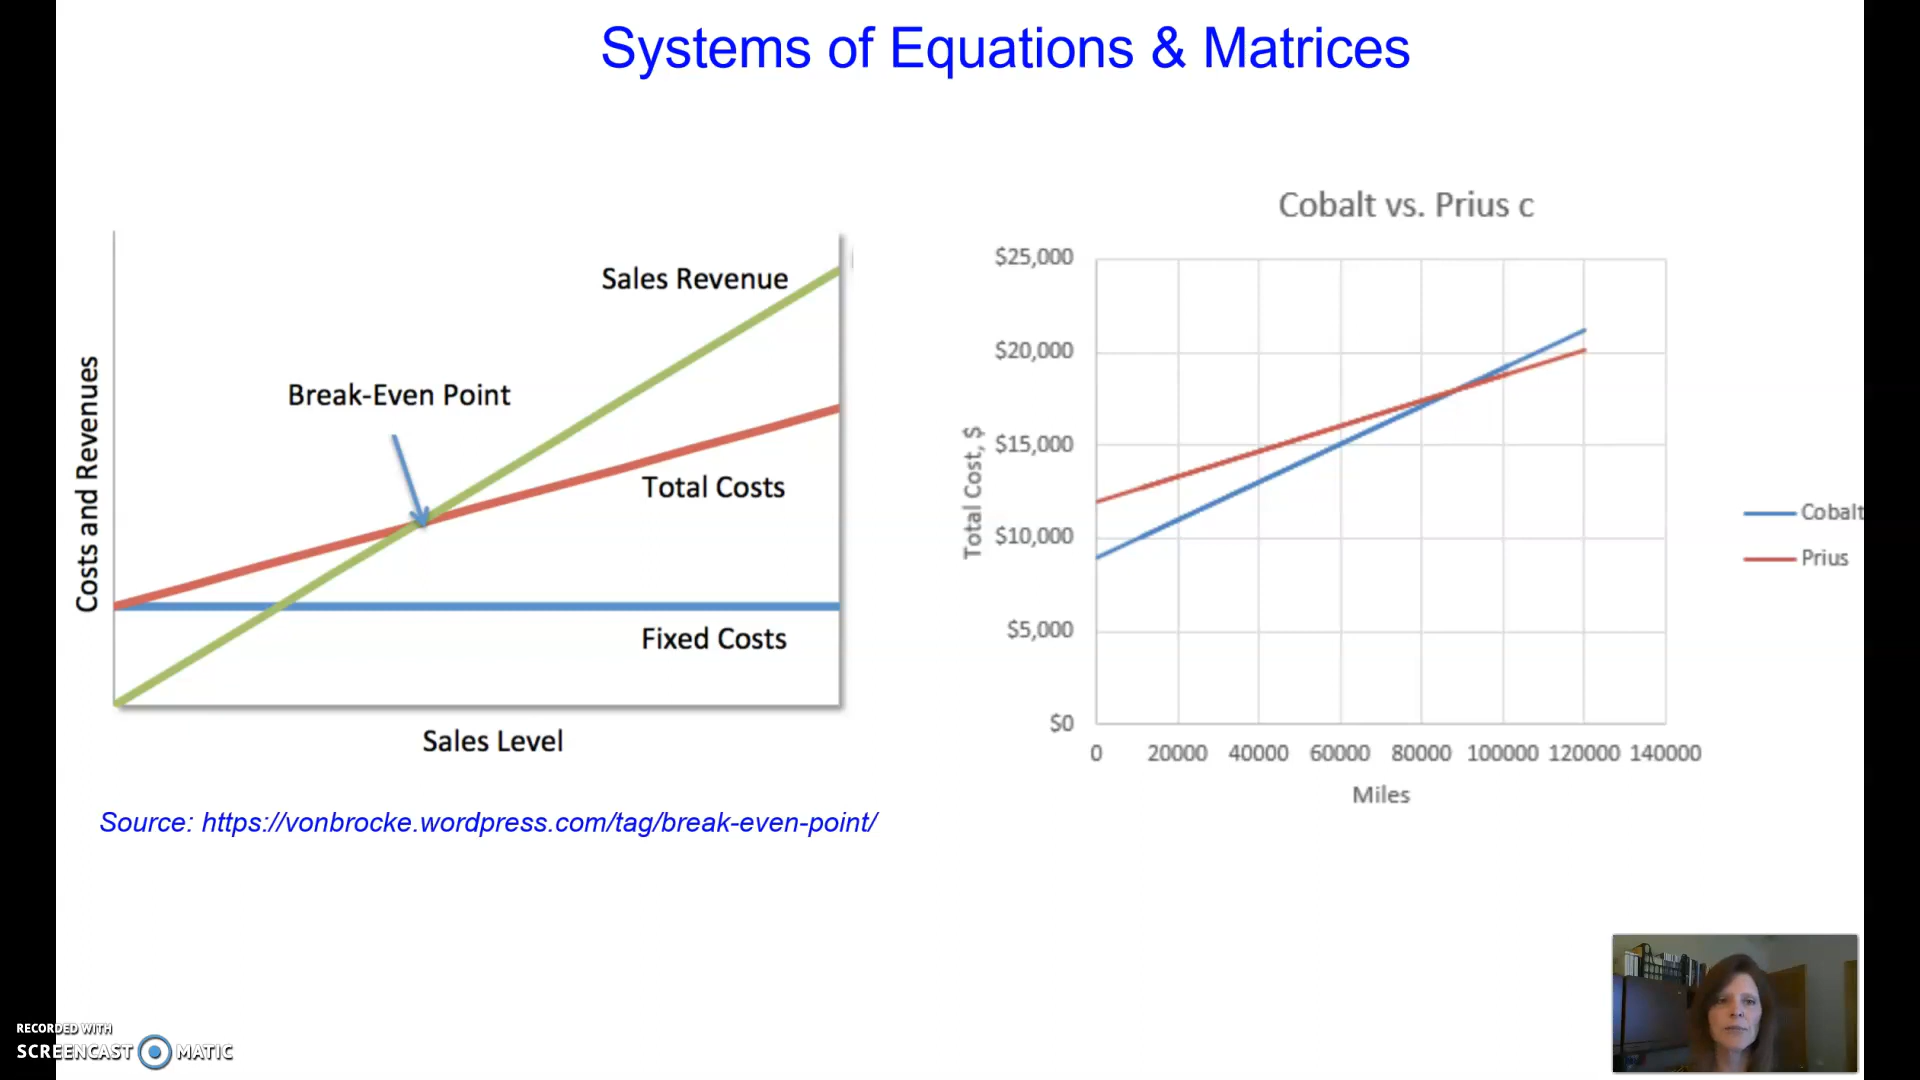 Systems of Equations & Matrices
Sales Revenue
Break-Even Point
Costs and Revenues
Total Costs
Fixed Costs
Sales Level
Source: https://vonbrocke.wordpress.com/tag/break-even-point/
Cobalt vs. Prius c
$25,000
$20,000
$15,000
$10,000
$5,000
$0
Total Cost, $
0 20000 40000 60000 80000 100000 120000 140000
Miles
Cobalt
Prius
RECORDED WITH
SCREENCAST MATIC